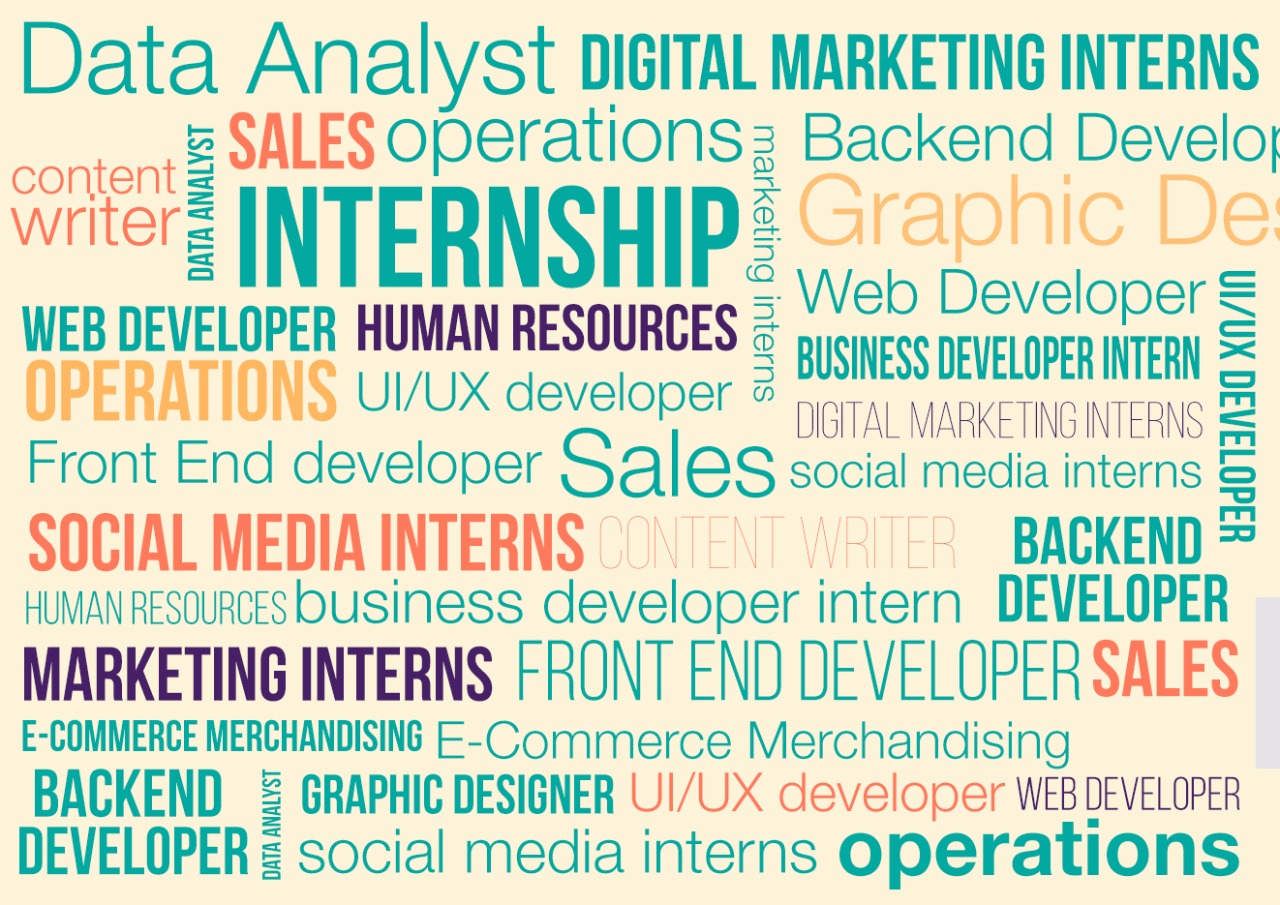 Data Analyst DIGITAL MARKETING INTERNS
SALES operations
Backend Develop
content
writer
DATA ANALYST
INTERNSHIP
marketing interns
Graphic Des
Web Developer
WEB DEVELOPER HUMAN RESOURCES
BUSINESS DEVELOPER INTERN
UI/UX DEVELOPER
OPERATIONS UI/UX developer
DIGITAL MARKETING INTERNS
Front End developer Sales social media interns
SOCIAL MEDIA INTERNS CONTENT WRITER
BACKEND
DEVELOPER
HUMAN RESOURCES business developer intern
MARKETING INTERNS FRONT END DEVELOPER SALES
E-COMMERCE MERCHANDISING E-Commerce Merchandising
BACKEND
DEVELOPER
DATA ANALYST
GRAPHIC DESIGNER UI/UX developer WEB DEVELOPER
social media interns operations